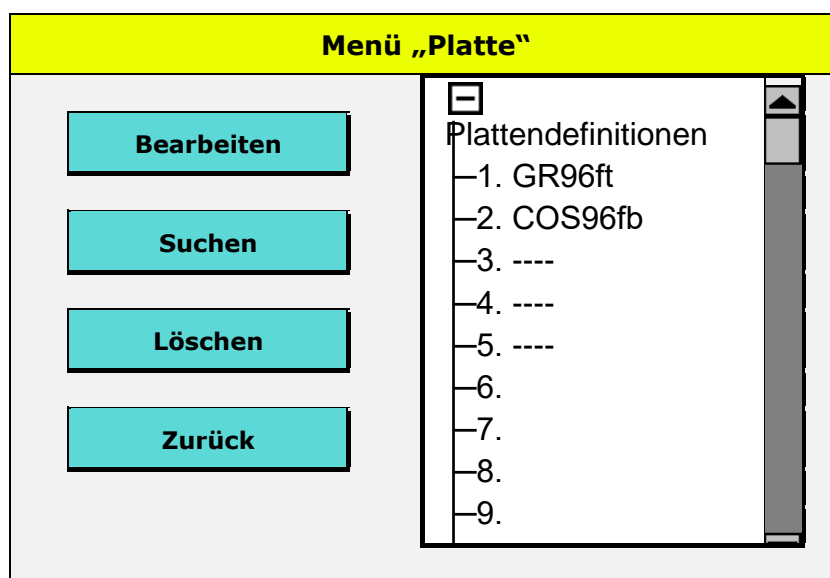 Menü „Platte“
Bearbeiten
Suchen
Löschen
Zurück
Plattendefinitionen
1. GR96ft
2. COS96fb
3. ----
4. ----
5. ----
6.
7.
8.
9.